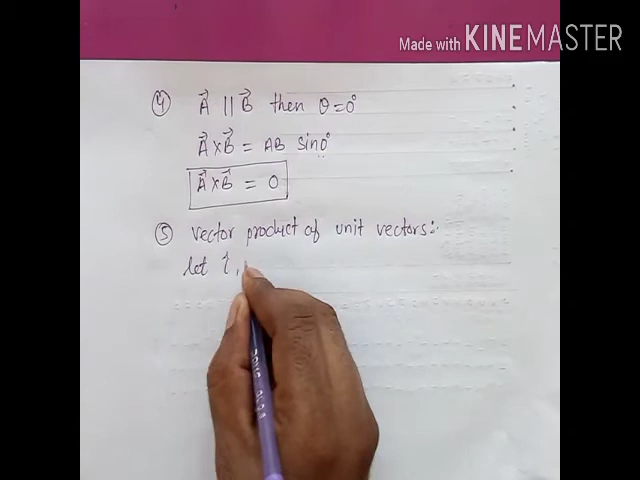 Made with KINEMASTER
④ A⃗ || B⃗ then θ = 0°
A⃗ × B⃗ = AB sin0°
A⃗ × B⃗ = 0
⑤ vector product of unit vectors:
let î ,